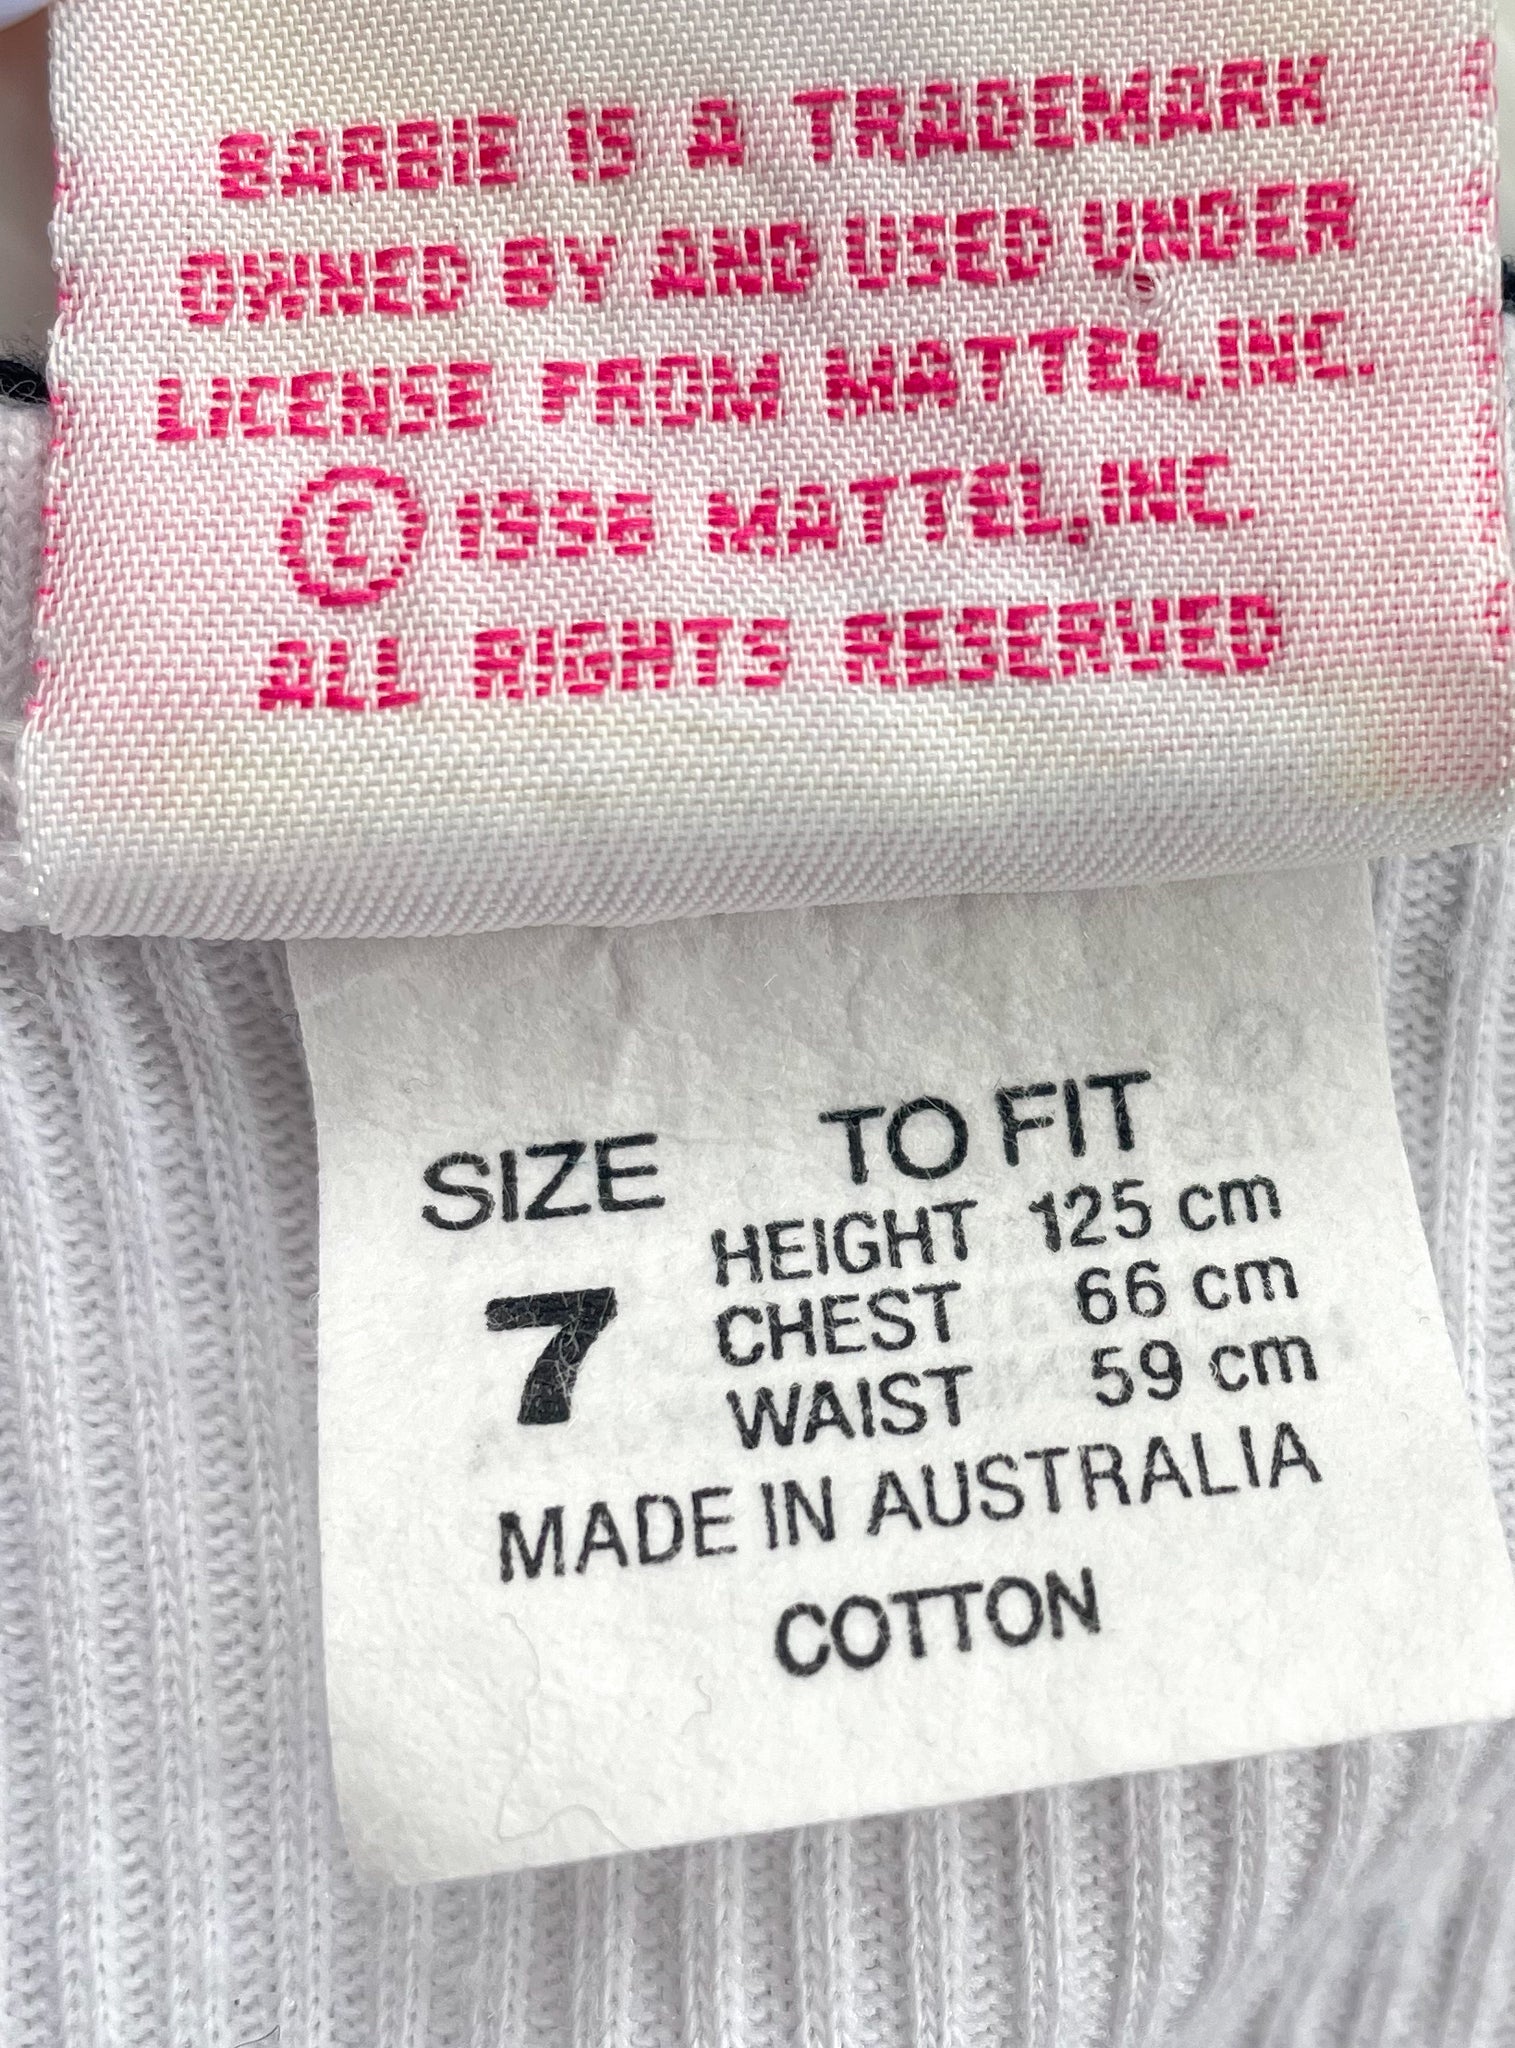 BARBIE IS A TRADEMARK
OWNED BY AND USED UNDER
LICENSE FROM MATTEL, INC.
© 1996 MATTEL, INC.
ALL RIGHTS RESERVED
SIZE TO FIT
HEIGHT 125 cm
7 CHEST 66 cm
WAIST 59 cm
MADE IN AUSTRALIA
COTTON